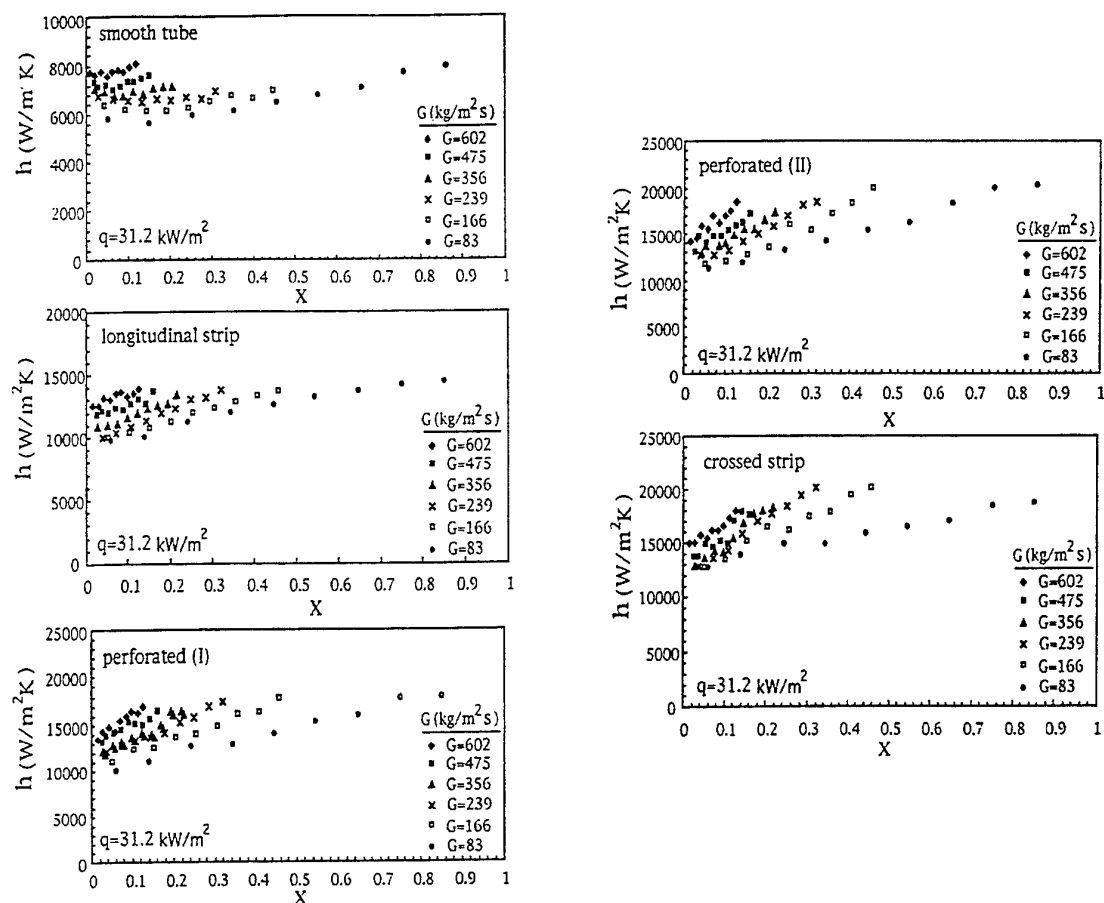 smooth tube
h (W/m²K)
10000
8000
6000
4000
2000
0
G (kg/m²s)
G=602
G=475
G=356
G=239
G=166
G=83
q=31.2 kW/m²
0 0.1 0.2 0.3 0.4 0.5 0.6 0.7 0.8 0.9 1
X
longitudinal strip
h (W/m²K)
20000
15000
10000
5000
0
G (kg/m²s)
G=602
G=475
G=356
G=239
G=166
G=83
q=31.2 kW/m²
0 0.1 0.2 0.3 0.4 0.5 0.6 0.7 0.8 0.9 1
X
perforated (I)
h (W/m²K)
25000
20000
15000
10000
5000
0
G (kg/m²s)
G=602
G=475
G=356
G=239
G=166
G=83
q=31.2 kW/m²
0 0.1 0.2 0.3 0.4 0.5 0.6 0.7 0.8 0.9 1
X
perforated (II)
h (W/m²K)
25000
20000
15000
10000
5000
0
G (kg/m²s)
G=602
G=475
G=356
G=239
G=166
G=83
q=31.2 kW/m²
0 0.1 0.2 0.3 0.4 0.5 0.6 0.7 0.8 0.9 1
X
crossed strip
h (W/m²K)
25000
20000
15000
10000
5000
0
G (kg/m²s)
G=602
G=475
G=356
G=239
G=166
G=83
q=31.2 kW/m²
0 0.1 0.2 0.3 0.4 0.5 0.6 0.7 0.8 0.9 1
X